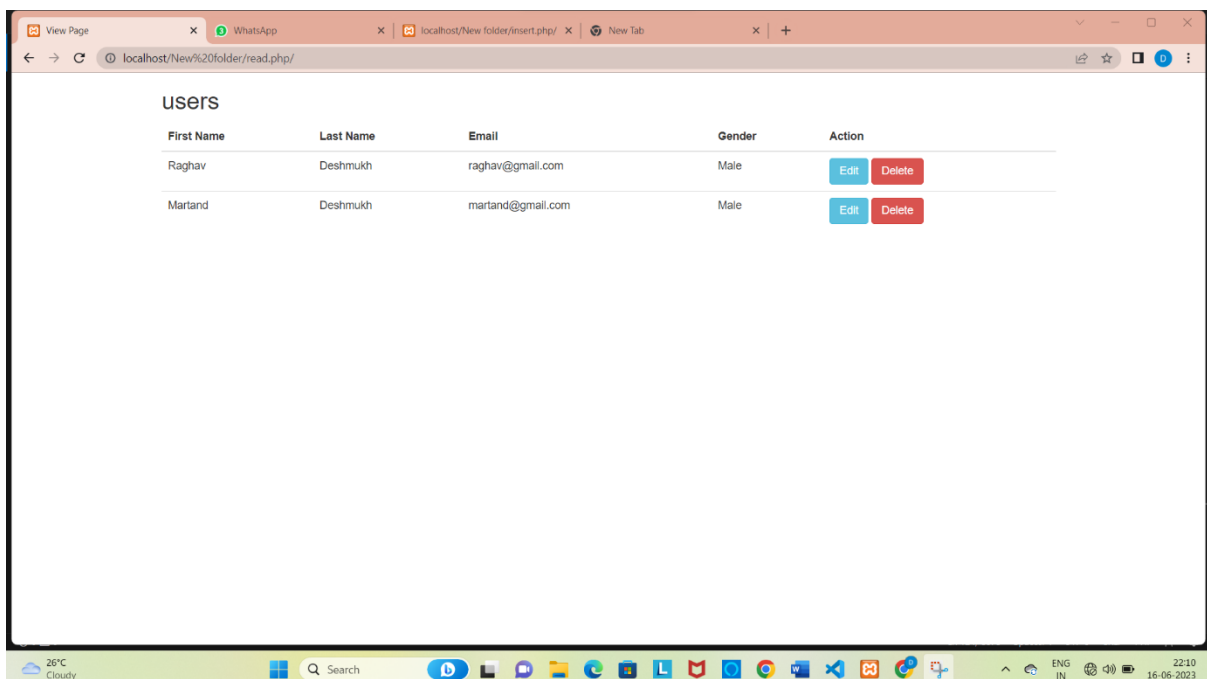 View Page WhatsApp localhost/New folder/insert.php/ New Tab
localhost/New%20folder/read.php/ D
users
First Name Last Name Email Gender Action
Raghav Deshmukh raghav@gmail.com Male Edit Delete
Martand Deshmukh martand@gmail.com Male Edit Delete
26°C
Cloudy
Search
ENG
IN
22:10
16-06-2023